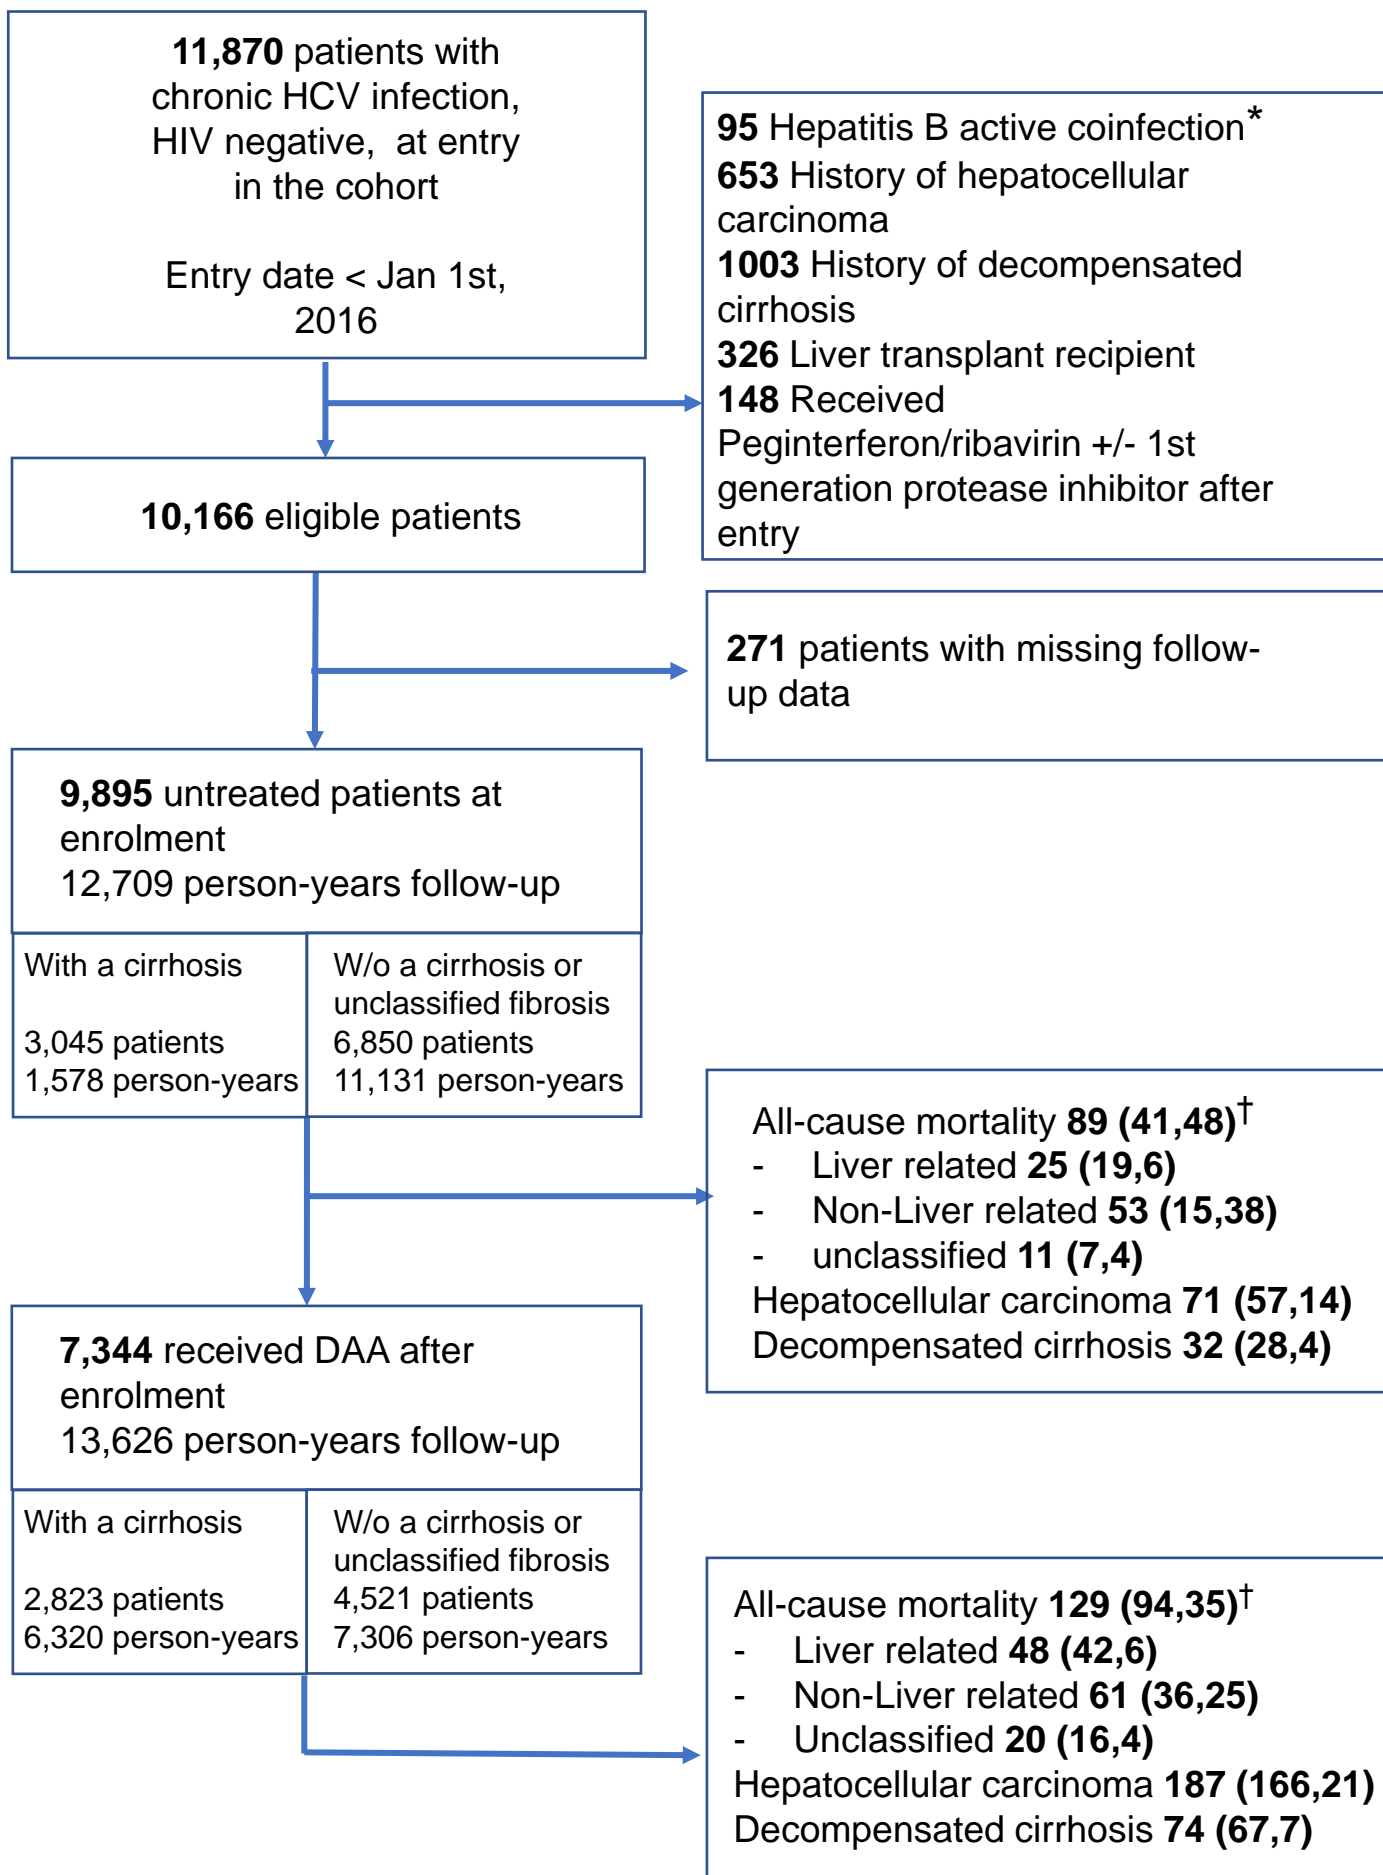 11,870 patients with
chronic HCV infection,
HIV negative, at entry
in the cohort
Entry date < Jan 1st,
2016
95 Hepatitis B active coinfection*
653 History of hepatocellular
carcinoma
1003 History of decompensated
cirrhosis
326 Liver transplant recipient
148 Received
Peginterferon/ribavirin +/- 1st
generation protease inhibitor after
entry
10,166 eligible patients
271 patients with missing follow-
up data
9,895 untreated patients at
enrolment
12,709 person-years follow-up
With a cirrhosis
3,045 patients
1,578 person-years
W/o a cirrhosis or
unclassified fibrosis
6,850 patients
11,131 person-years
All-cause mortality 89 (41,48)†
- Liver related 25 (19,6)
- Non-Liver related 53 (15,38)
- unclassified 11 (7,4)
Hepatocellular carcinoma 71 (57,14)
Decompensated cirrhosis 32 (28,4)
7,344 received DAA after
enrolment
13,626 person-years follow-up
With a cirrhosis
2,823 patients
6,320 person-years
W/o a cirrhosis or
unclassified fibrosis
4,521 patients
7,306 person-years
All-cause mortality 129 (94,35)†
- Liver related 48 (42,6)
- Non-Liver related 61 (36,25)
- Unclassified 20 (16,4)
Hepatocellular carcinoma 187 (166,21)
Decompensated cirrhosis 74 (67,7)